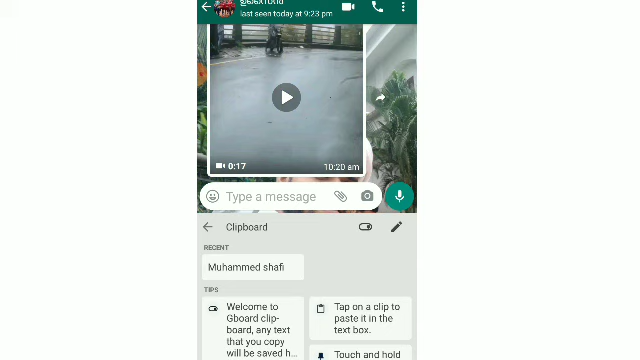 last seen today at 9:23 pm
0:17
10:20 am
Type a message
Clipboard
RECENT
Muhammed shafi
TIPS
Welcome to
Gboard clip-
board, any text
that you copy
will be saved h...
Tap on a clip to
paste it in the
text box.
Touch and hold